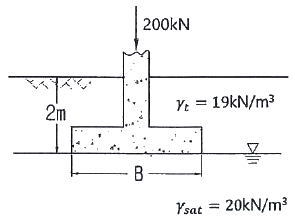 200kN
γt = 19kN/m³
2m
B
γsat = 20kN/m³